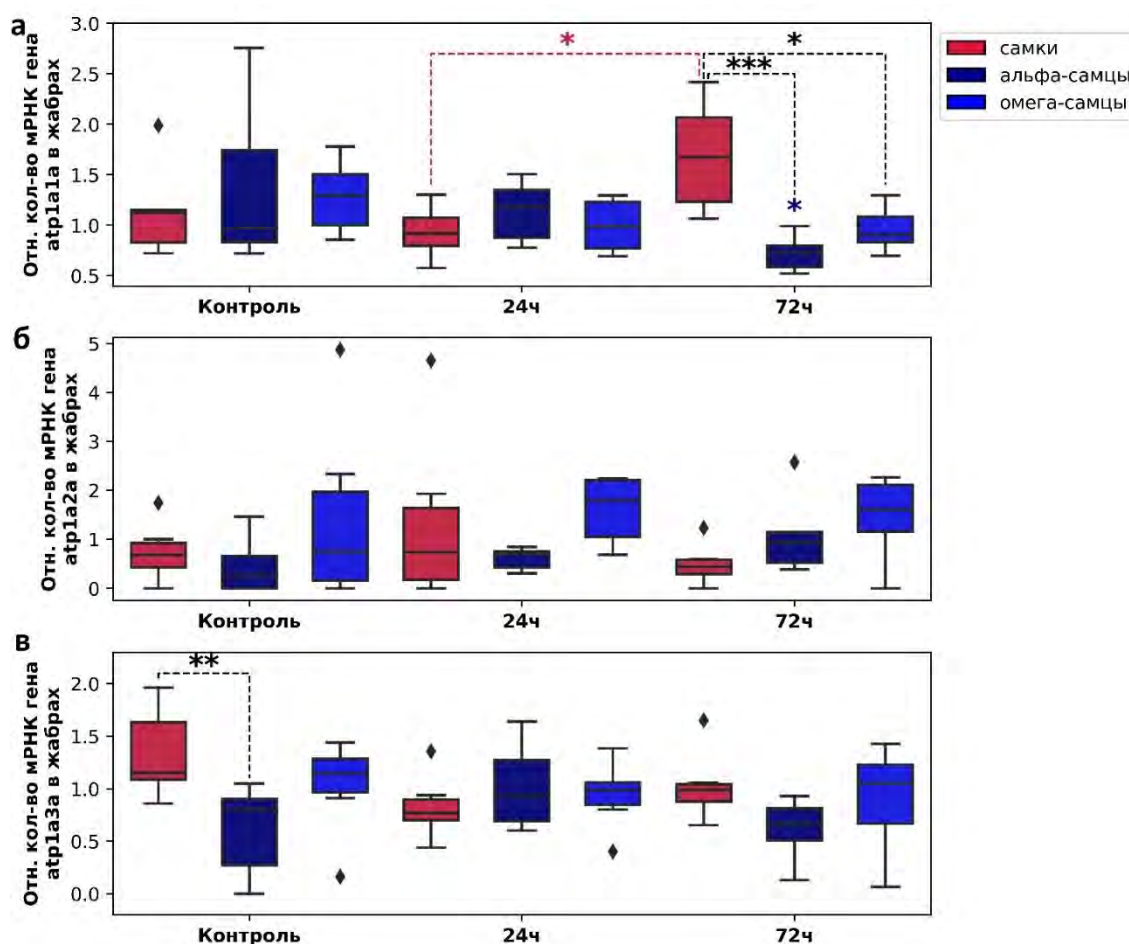 а
Отн. кол-во мРНК гена
atp1a1a в жабрах
3.0
2.5
2.0
1.5
1.0
0.5
*
***
*
*
Контроль
24ч
72ч
самки
альфа-самцы
омега-самцы
б
Отн. кол-во мРНК гена
atp1a2a в жабрах
5
4
3
2
1
0
Контроль
24ч
72ч
в
Отн. кол-во мРНК гена
atp1a3a в жабрах
2.0
1.5
1.0
0.5
0.0
**
Контроль
24ч
72ч